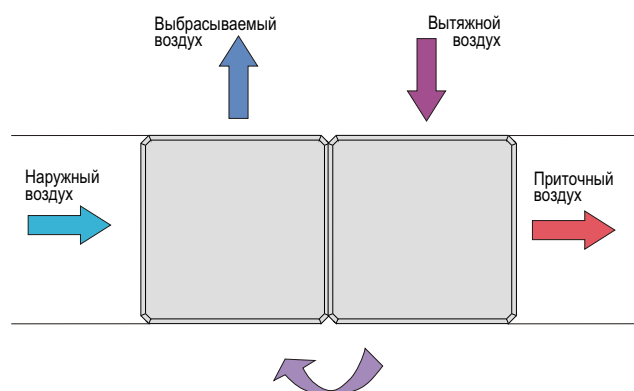 Выбрасываемый
воздух
Вытяжной
воздух
Наружный
воздух
Приточный
воздух